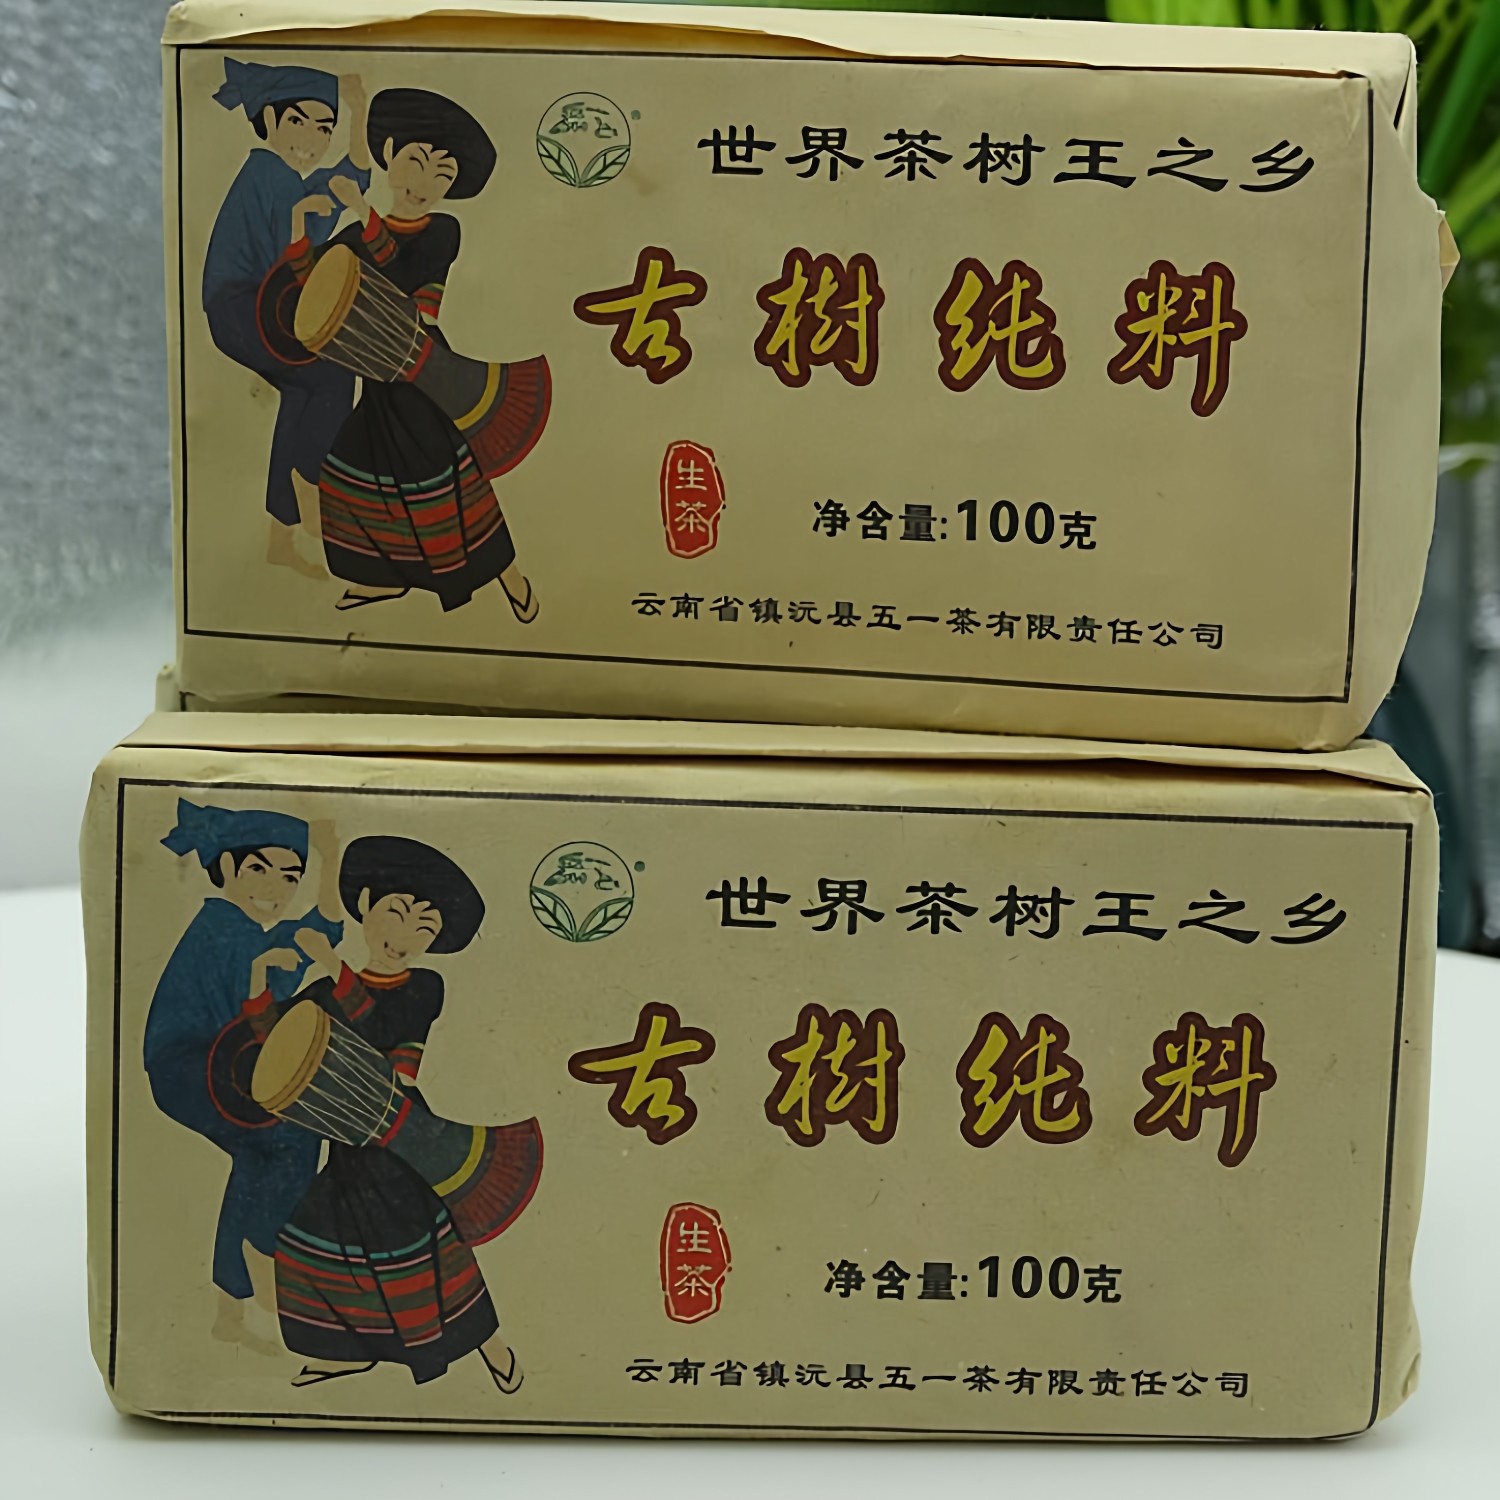 世界茶树王之乡
古樹纯料
生茶
净含量:100克
云南省镇沅县五一茶有限责任公司
世界茶树王之乡
古樹纯料
生茶
净含量:100克
云南省镇沅县五一茶有限责任公司